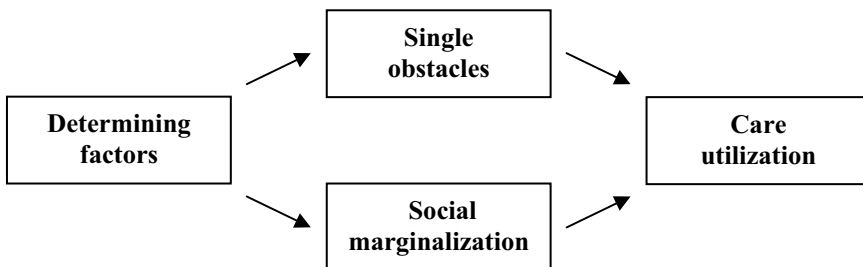 Single
obstacles
Determining
factors
Care
utilization
Social
marginalization